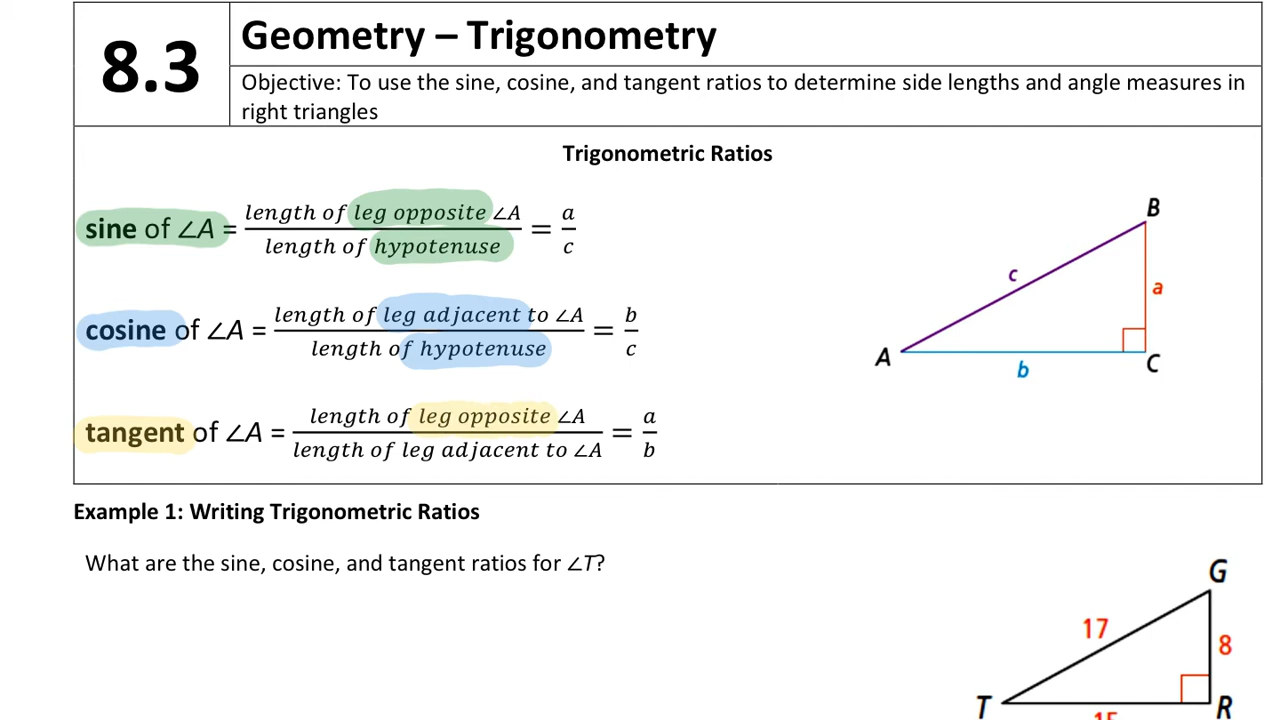 8.3
Geometry – Trigonometry
Objective: To use the sine, cosine, and tangent ratios to determine side lengths and angle measures in
right triangles
Trigonometric Ratios
sine of ∠A = length of leg opposite ∠A / length of hypotenuse = a / c
cosine of ∠A = length of leg adjacent to ∠A / length of hypotenuse = b / c
tangent of ∠A = length of leg opposite ∠A / length of leg adjacent to ∠A = a / b
B
c
a
A
b
C
Example 1: Writing Trigonometric Ratios
What are the sine, cosine, and tangent ratios for ∠T?
G
17
8
T
R
15